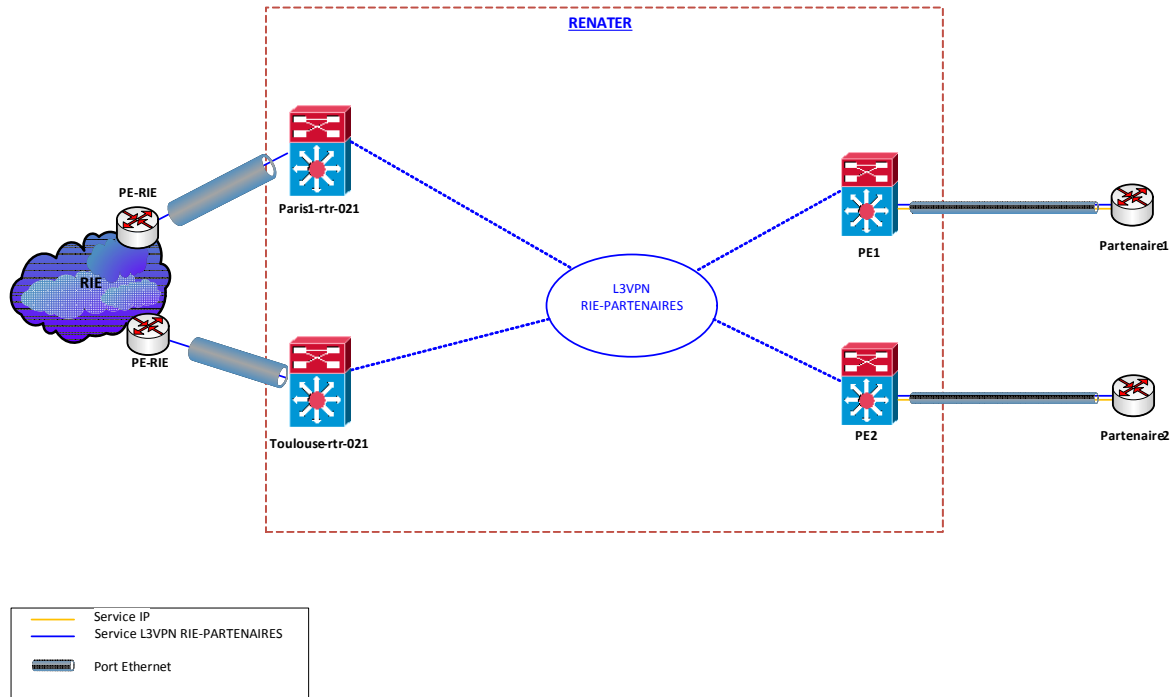 RENATER
PE-RIE
Paris1-rtr-021
RIE
PE-RIE
Toulouse-rtr-021
L3VPN
RIE-PARTENAIRES
PE1
Partenaire1
PE2
Partenaire2
Service IP
Service L3VPN RIE-PARTENAIRES
Port Ethernet